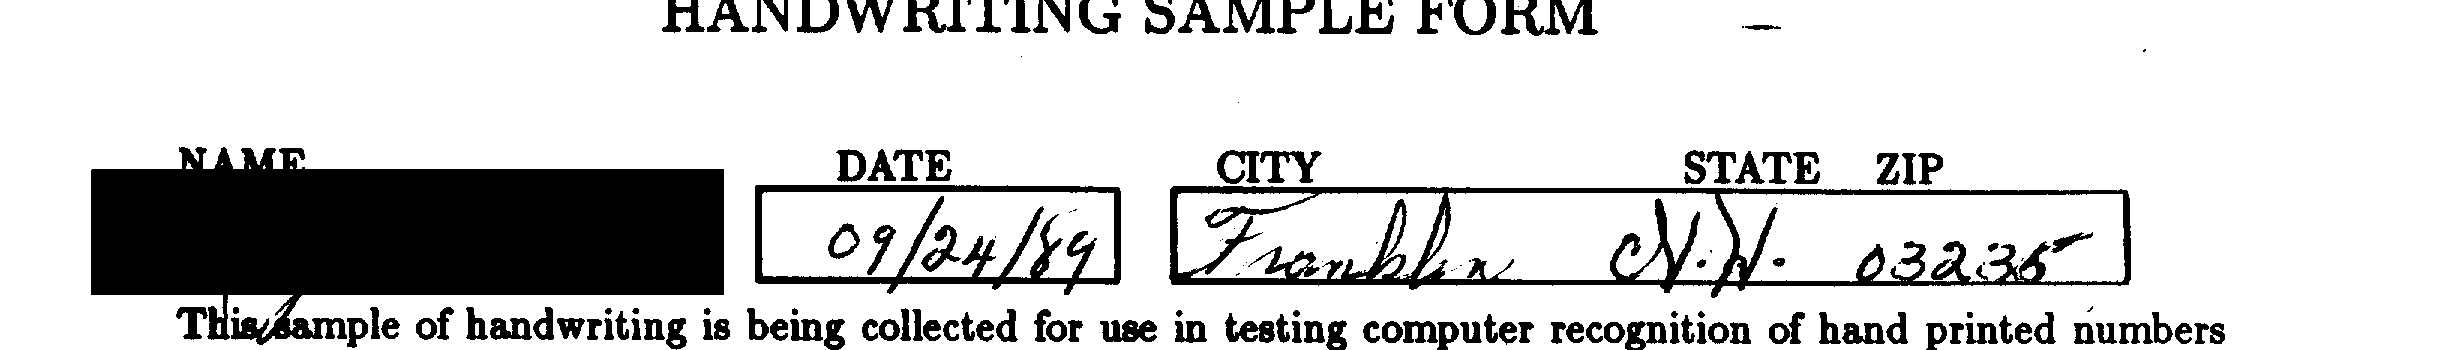 HANDWRITING SAMPLE FORM
NAME DATE CITY STATE ZIP
09/24/89 Franklin N.H. 03235
This sample of handwriting is being collected for use in testing computer recognition of hand printed numbers